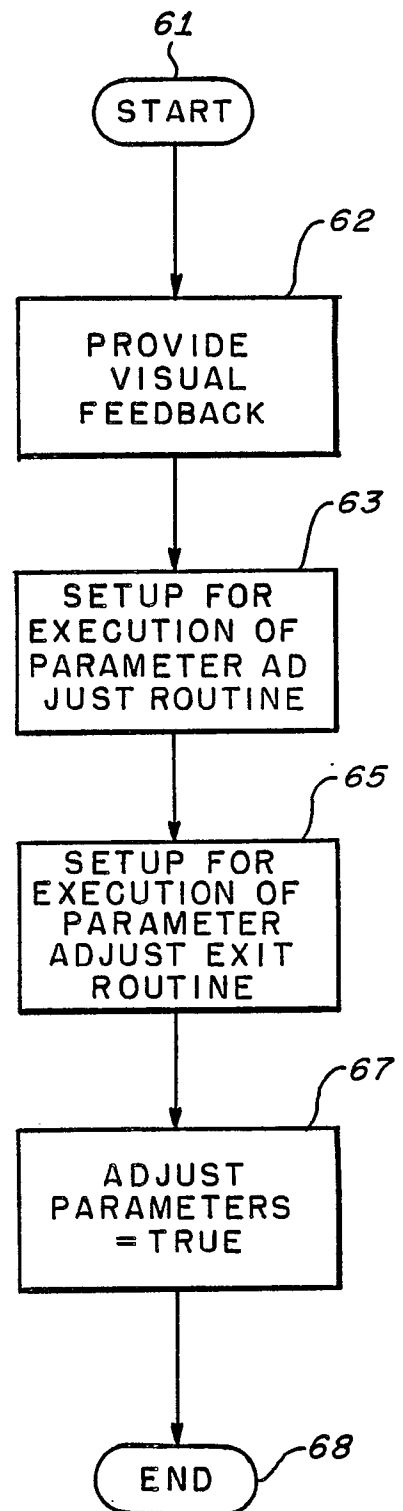 61
START
62
PROVIDE
VISUAL
FEEDBACK
63
SETUP FOR
EXECUTION OF
PARAMETER AD
JUST ROUTINE
65
SETUP FOR
EXECUTION OF
PARAMETER
ADJUST EXIT
ROUTINE
67
ADJUST
PARAMETERS
= TRUE
68
END